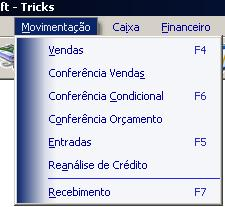 ft - Tricks
Movimentação Caixa Financeiro
Vendas F4
Conferência Vendas
Conferência Condicional F6
Conferência Orçamento
Entradas F5
Reanálise de Crédito
Recebimento F7